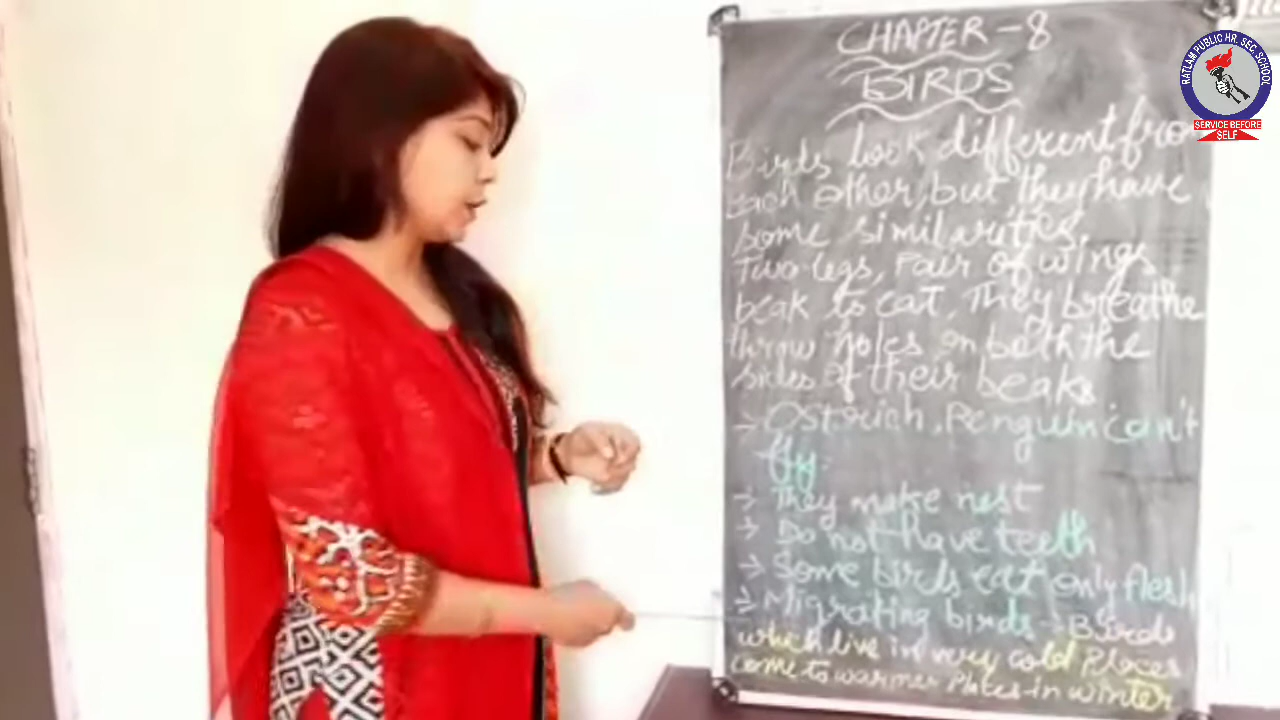 CHAPTER - 8
BIRDS
Birds look different from
each other, but they have
some similarities
Two legs, Pair of wings
beak to eat. They breathe
throw holes on both the
sides of their beaks
→ Ostrich, Penguin can't
fly.
→ They make nest
→ Do not have teeth
→ Some birds eat only flesh
→ Migrating birds → Birds
which live in very cold Places
come to warmer Places in winter
RATLAM PUBLIC HR. SEC. SCHOOL
SERVICE BEFORE
SELF